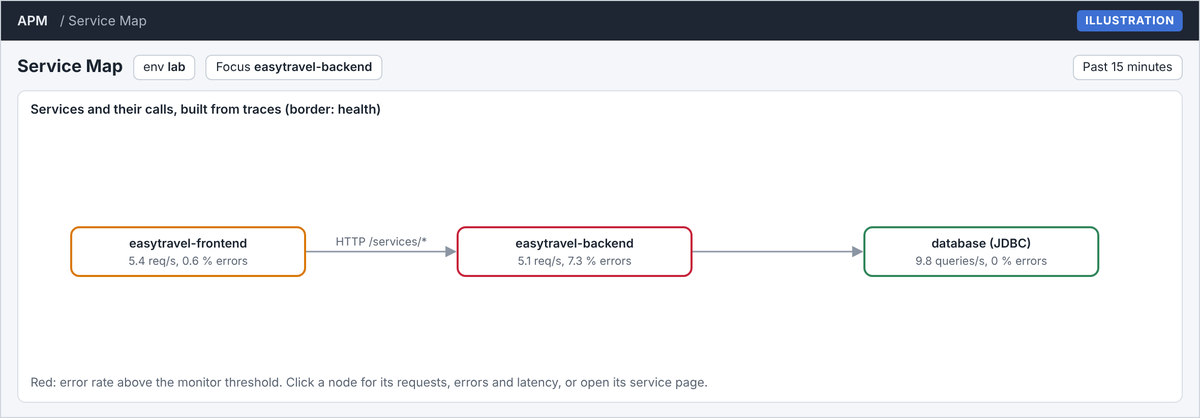 APM / Service Map
ILLUSTRATION
Service Map
env lab
Focus easytravel-backend
Past 15 minutes
Services and their calls, built from traces (border: health)
easytravel-frontend
5.4 req/s, 0.6 % errors
HTTP /services/*
easytravel-backend
5.1 req/s, 7.3 % errors
database (JDBC)
9.8 queries/s, 0 % errors
Red: error rate above the monitor threshold. Click a node for its requests, errors and latency, or open its service page.